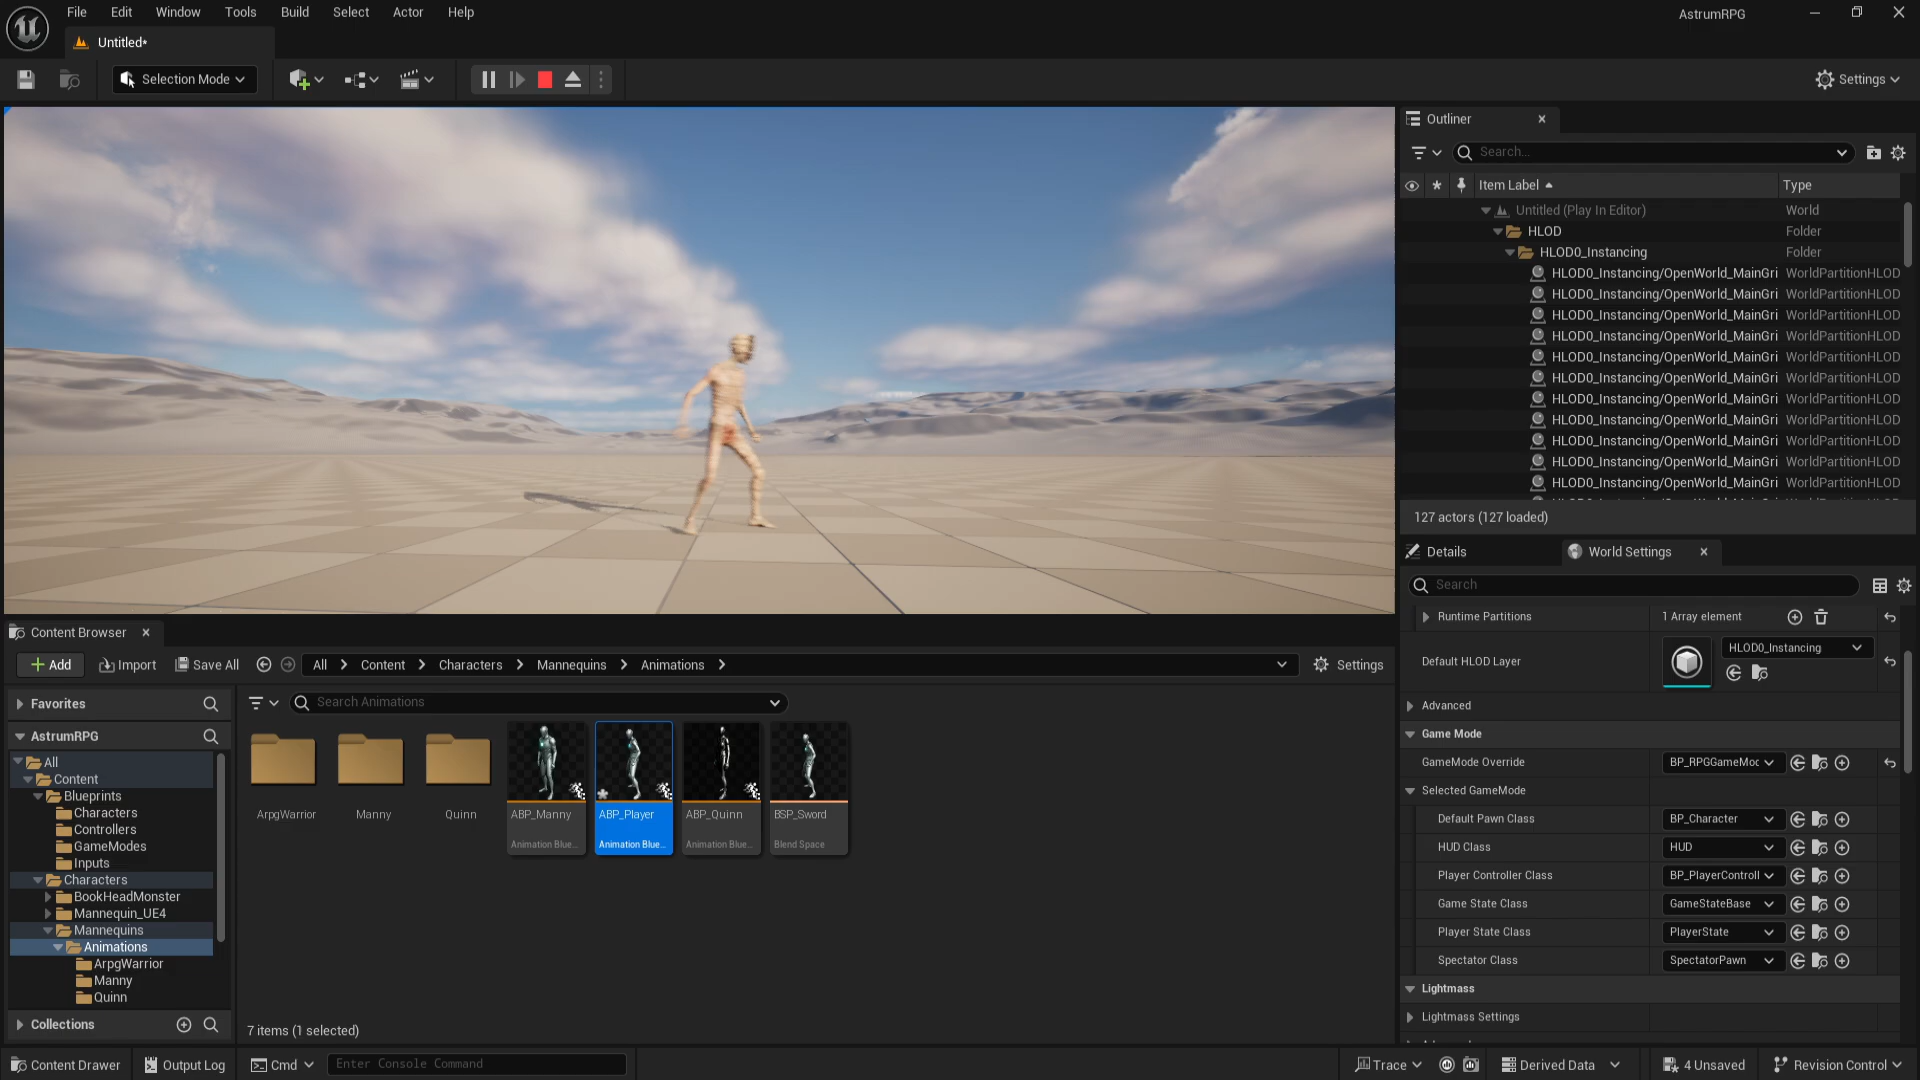 File Edit Window Tools Build Select Actor Help
AstrumRPG
Untitled*
Selection Mode
Settings
Outliner
Search...
Item Label
Type
Untitled (Play In Editor) World
HLOD Folder
HLOD0_Instancing Folder
HLOD0_Instancing/OpenWorld_MainGri WorldPartitionHLOD
HLOD0_Instancing/OpenWorld_MainGri WorldPartitionHLOD
HLOD0_Instancing/OpenWorld_MainGri WorldPartitionHLOD
HLOD0_Instancing/OpenWorld_MainGri WorldPartitionHLOD
HLOD0_Instancing/OpenWorld_MainGri WorldPartitionHLOD
HLOD0_Instancing/OpenWorld_MainGri WorldPartitionHLOD
HLOD0_Instancing/OpenWorld_MainGri WorldPartitionHLOD
HLOD0_Instancing/OpenWorld_MainGri WorldPartitionHLOD
HLOD0_Instancing/OpenWorld_MainGri WorldPartitionHLOD
HLOD0_Instancing/OpenWorld_MainGri WorldPartitionHLOD
HLOD0_Instancing/OpenWorld_MainGri WorldPartitionHLOD
127 actors (127 loaded)
Details
World Settings
Search
Runtime Partitions 1 Array element
Default HLOD Layer HLOD0_Instancing
Advanced
Game Mode
GameMode Override BP_RPGGameMoc
Selected GameMode
Default Pawn Class BP_Character
HUD Class HUD
Player Controller Class BP_PlayerControll
Game State Class GameStateBase
Player State Class PlayerState
Spectator Class SpectatorPawn
Lightmass
Lightmass Settings
Content Browser
Add
Import
Save All
All Content Characters Mannequins Animations
Settings
Favorites
AstrumRPG
All
Content
Blueprints
Characters
Controllers
GameModes
Inputs
Characters
BookHeadMonster
Mannequin_UE4
Mannequins
Animations
ArpgWarrior
Manny
Quinn
Collections
Search Animations
ArpgWarrior
Manny
Quinn
ABP_Manny
Animation Blue...
ABP_Player
Animation Blue...
ABP_Quinn
Animation Blue...
BSP_Sword
Blend Space
7 items (1 selected)
Content Drawer
Output Log
Cmd
Enter Console Command
Trace
Derived Data
4 Unsaved
Revision Control